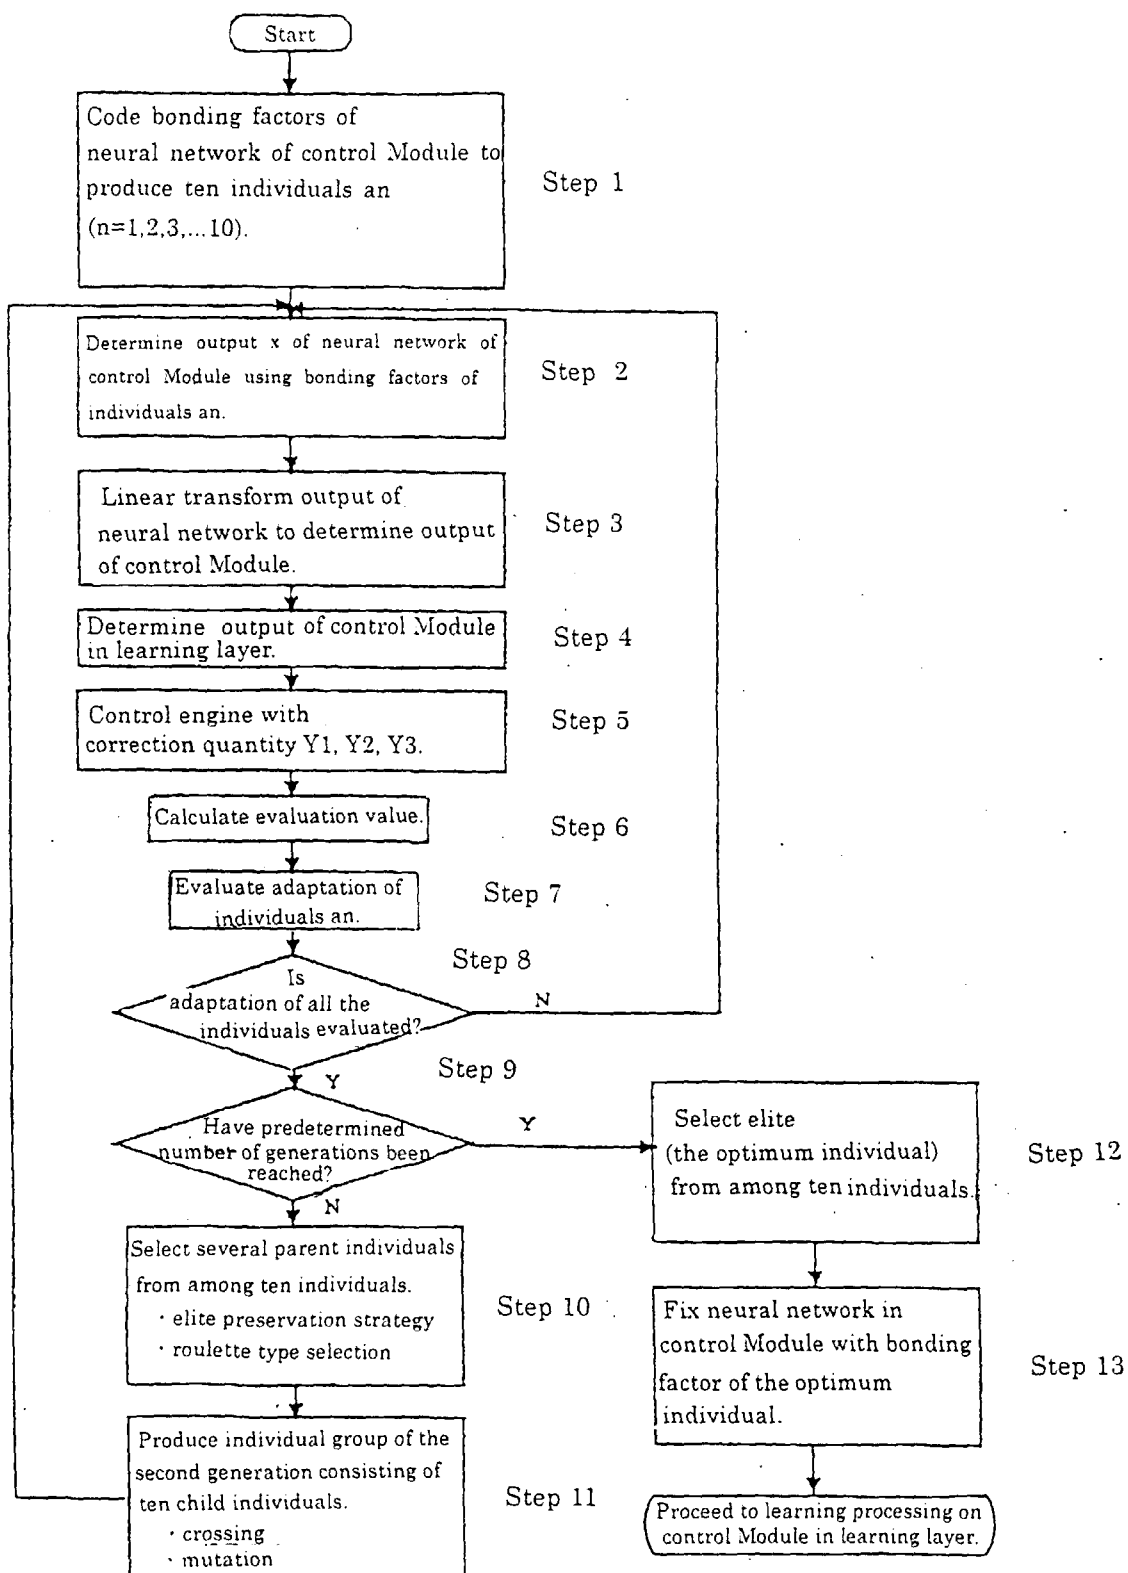 Start
Code bonding factors of
neural network of control Module to
produce ten individuals an
(n=1,2,3,...10).
Step 1
Determine output x of neural network of
control Module using bonding factors of
individuals an.
Step 2
Linear transform output of
neural network to determine output
of control Module.
Step 3
Determine output of control Module
in learning layer.
Step 4
Control engine with
correction quantity Y1, Y2, Y3.
Step 5
Calculate evaluation value.
Step 6
Evaluate adaptation of
individuals an.
Step 7
Step 8
Is
adaptation of all the
individuals evaluated?
N
Y
Step 9
Have predetermined
number of generations been
reached?
Y
N
Select several parent individuals
from among ten individuals.
· elite preservation strategy
· roulette type selection
Step 10
Produce individual group of the
second generation consisting of
ten child individuals.
· crossing
· mutation
Step 11
Select elite
(the optimum individual)
from among ten individuals.
Step 12
Fix neural network in
control Module with bonding
factor of the optimum
individual.
Step 13
Proceed to learning processing on
control Module in learning layer.